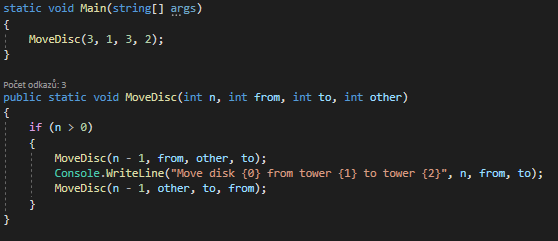 static void Main(string[] args)
{
    MoveDisc(3, 1, 3, 2);
}
Počet odkazů: 3
public static void MoveDisc(int n, int from, int to, int other)
{
    if (n > 0)
    {
        MoveDisc(n - 1, from, other, to);
        Console.WriteLine("Move disk {0} from tower {1} to tower {2}", n, from, to);
        MoveDisc(n - 1, other, to, from);
    }
}